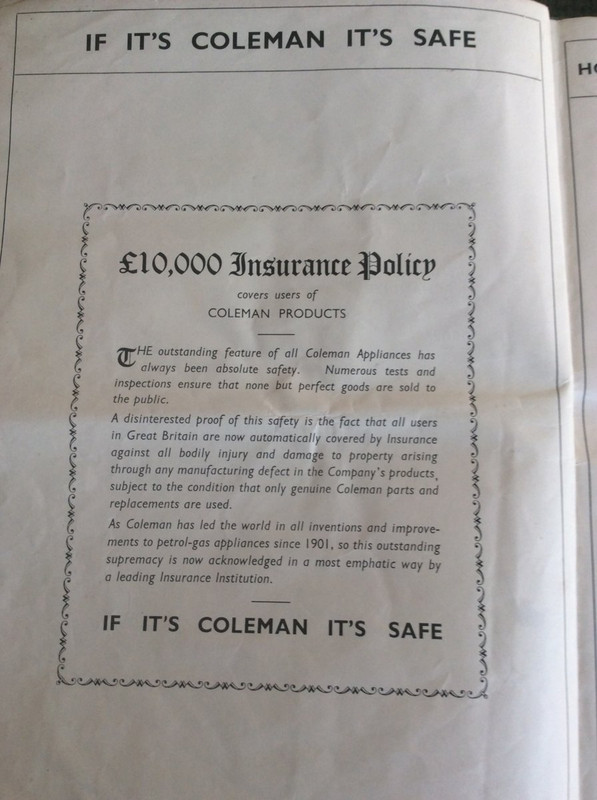 IF IT'S COLEMAN IT'S SAFE
£10,000 Insurance Policy
covers users of
COLEMAN PRODUCTS
THE outstanding feature of all Coleman Appliances has
always been absolute safety. Numerous tests and
inspections ensure that none but perfect goods are sold to
the public.
A disinterested proof of this safety is the fact that all users
in Great Britain are now automatically covered by Insurance
against all bodily injury and damage to property arising
through any manufacturing defect in the Company's products,
subject to the condition that only genuine Coleman parts and
replacements are used.
As Coleman has led the world in all inventions and improve-
ments to petrol-gas appliances since 1901, so this outstanding
supremacy is now acknowledged in a most emphatic way by
a leading Insurance Institution.
IF IT'S COLEMAN IT'S SAFE